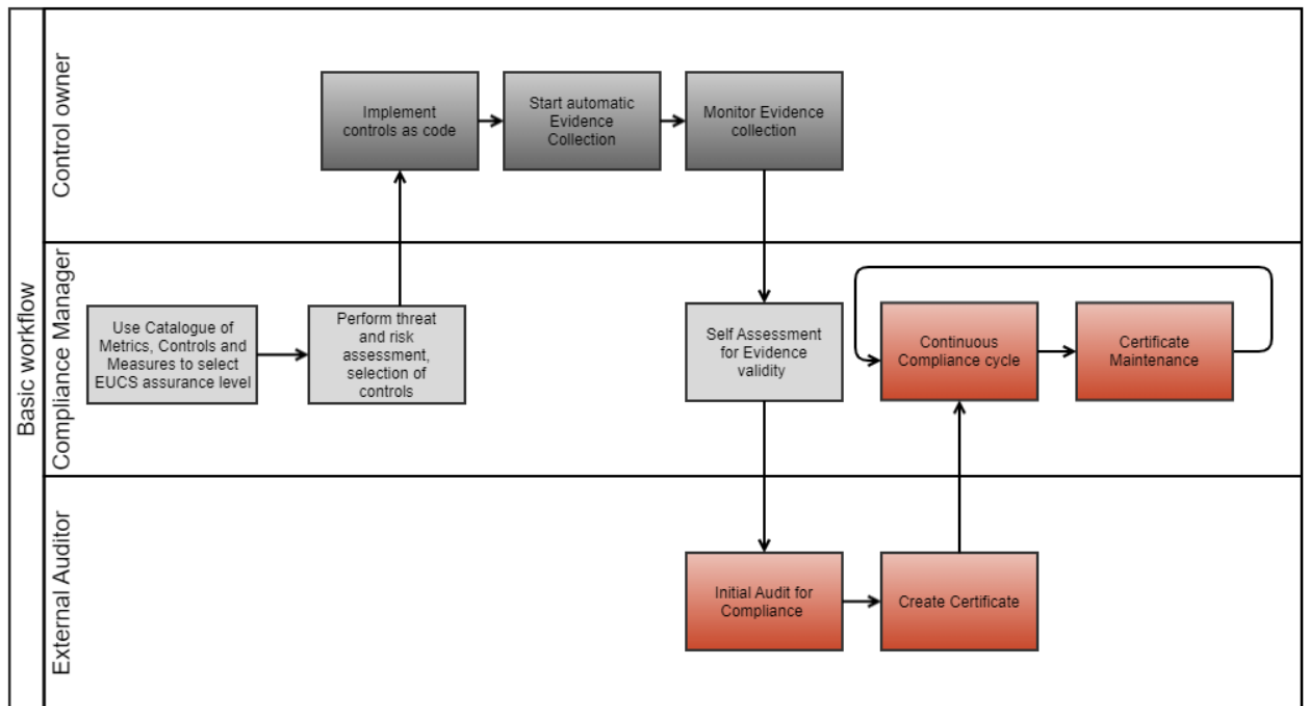 Basic workflow
Control owner
Implement
controls as code
Start automatic
Evidence
Collection
Monitor Evidence
collection
Compliance Manager
Use Catalogue of
Metrics, Controls and
Measures to select
EUCS assurance level
Perform threat
and risk
assessment,
selection of
controls
Self Assessment
for Evidence
validity
Continuous
Compliance cycle
Certificate
Maintenance
External Auditor
Initial Audit for
Compliance
Create Certificate